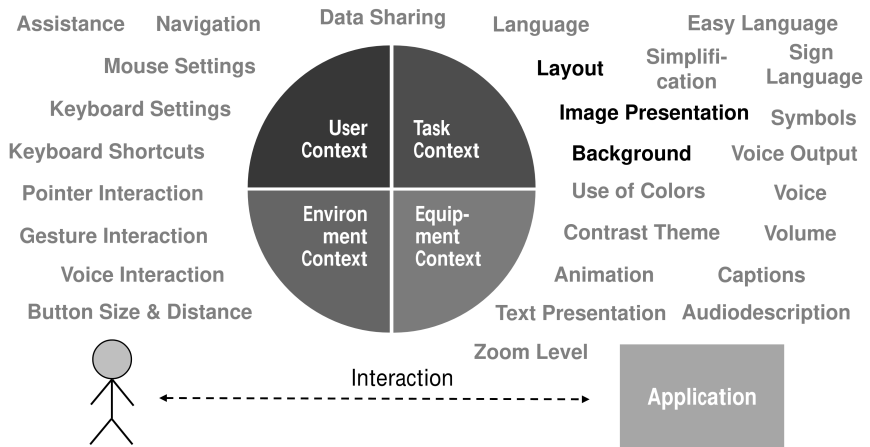 Assistance
Navigation
Data Sharing
Language
Easy Language
Mouse Settings
Layout
Simplifi-
cation
Sign
Language
Keyboard Settings
Image Presentation
Symbols
User
Context
Task
Context
Keyboard Shortcuts
Background
Voice Output
Pointer Interaction
Use of Colors
Voice
Gesture Interaction
Environ
ment
Context
Equip-
ment
Context
Contrast Theme
Volume
Voice Interaction
Animation
Captions
Button Size & Distance
Text Presentation
Audiodescription
Zoom Level
Interaction
Application